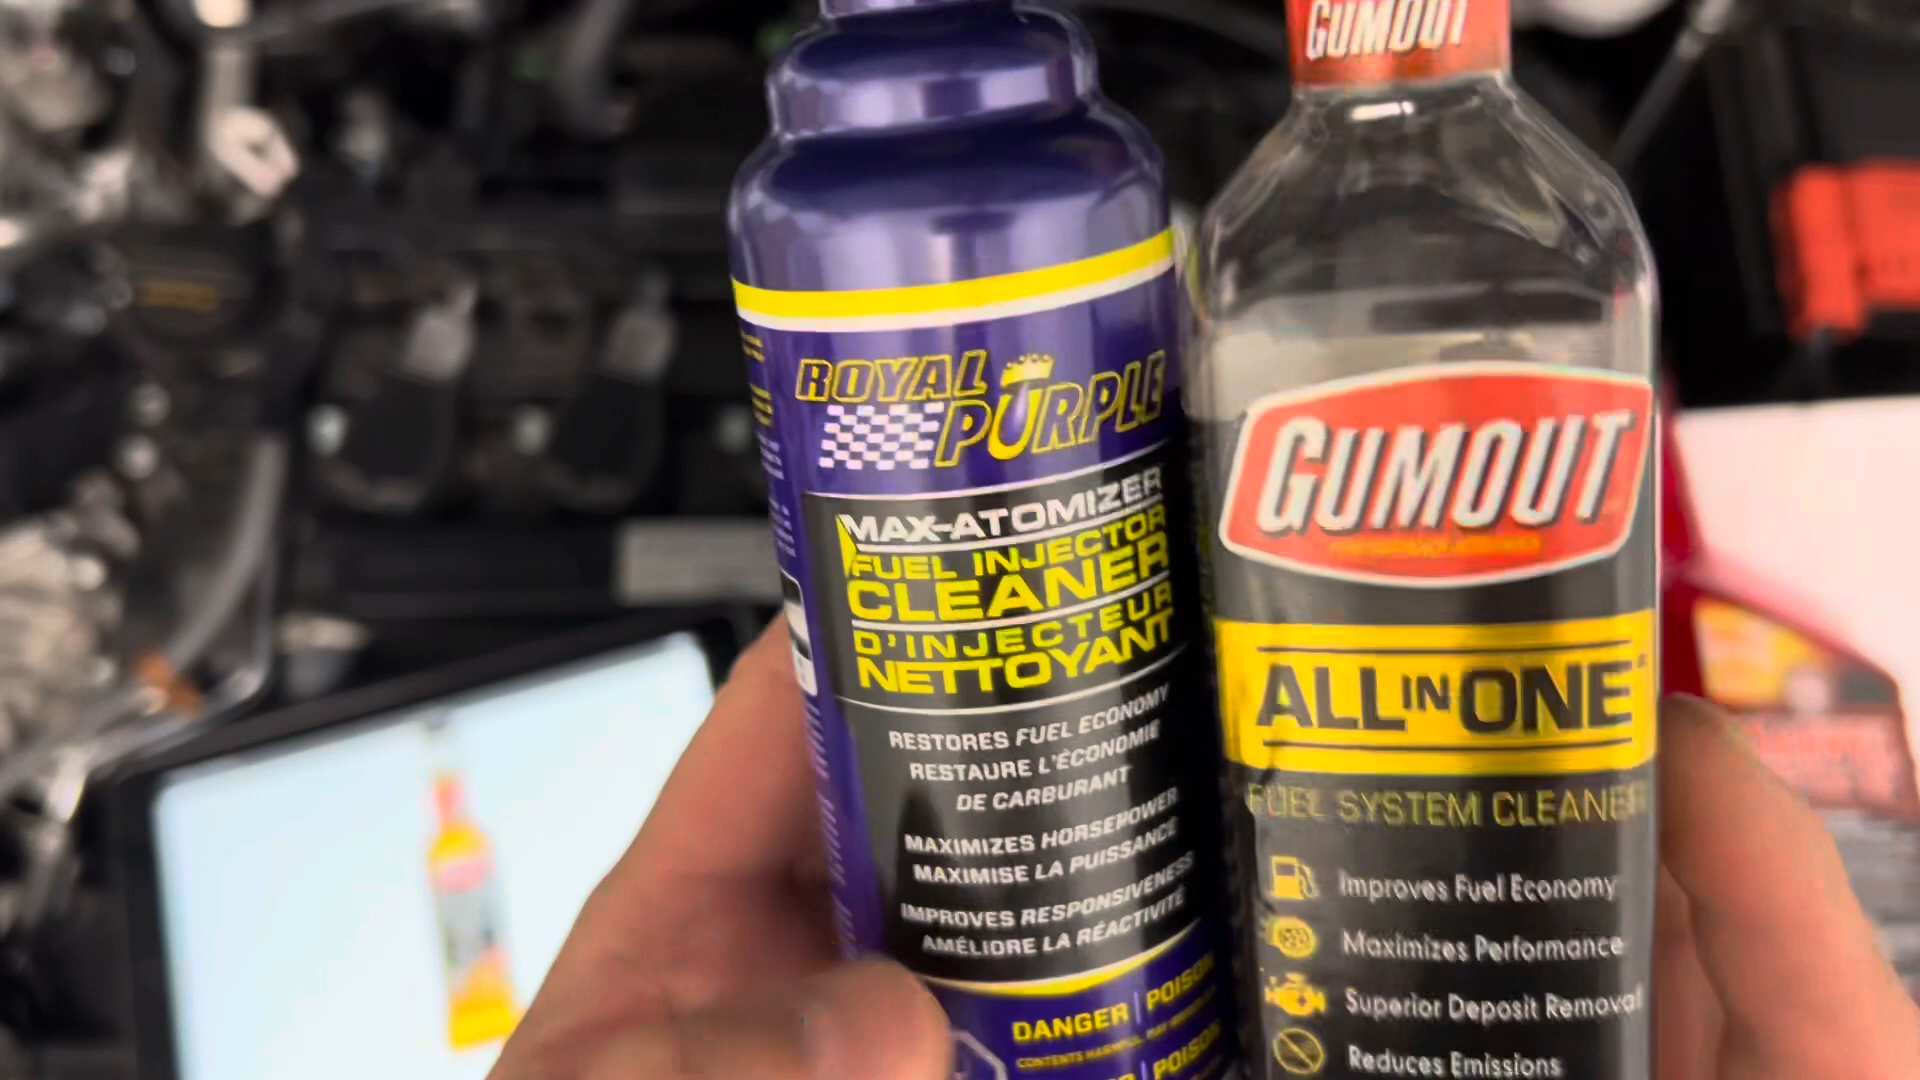 ROYAL
PURPLE
MAX-ATOMIZER
FUEL INJECTOR
CLEANER
D'INJECTEUR
NETTOYANT
RESTORES FUEL ECONOMY
RESTAURE L'ÉCONOMIE
DE CARBURANT
MAXIMIZES HORSEPOWER
MAXIMISE LA PUISSANCE
IMPROVES RESPONSIVENESS
AMÉLIORE LA RÉACTIVITÉ
DANGER | POISON
POISON
GUMOUT
GUMOUT
ALL IN ONE
FUEL SYSTEM CLEANER
Improves Fuel Economy
Maximizes Performance
Superior Deposit Removal
Reduces Emissions